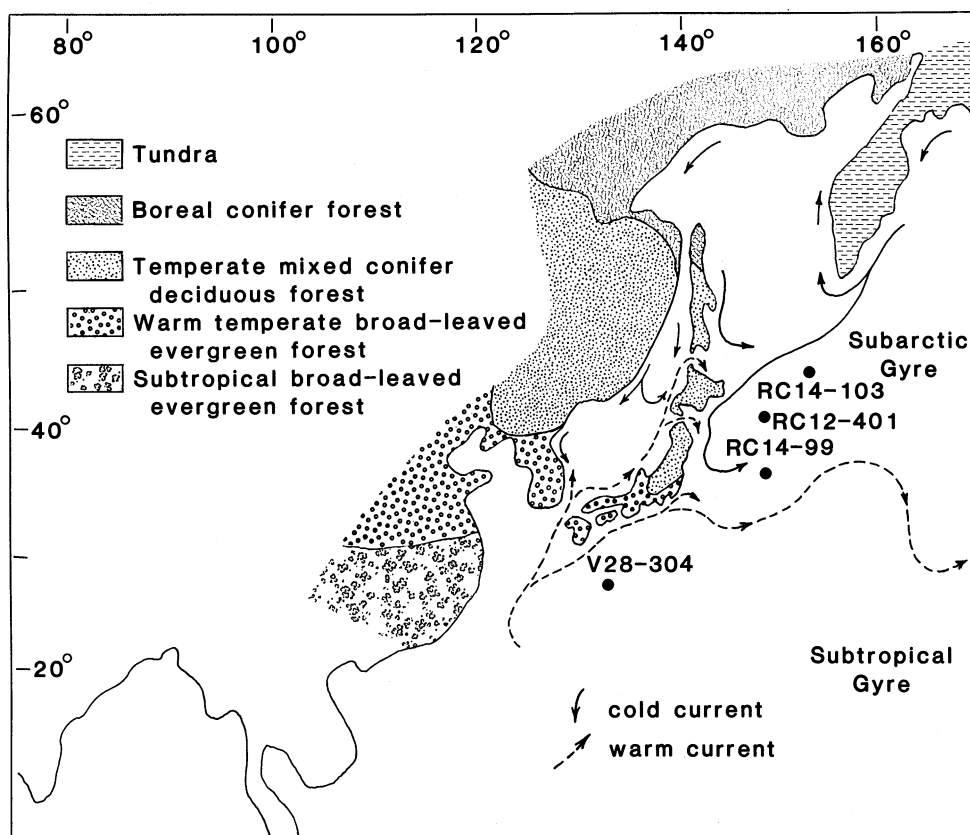 80° 100° 120° 140° 160°
60°
Tundra
Boreal conifer forest
Temperate mixed conifer
deciduous forest
Warm temperate broad-leaved
evergreen forest
Subtropical broad-leaved
evergreen forest
Subarctic
Gyre
RC14-103
RC12-401
40°
RC14-99
V28-304
20°
Subtropical
Gyre
cold current
warm current